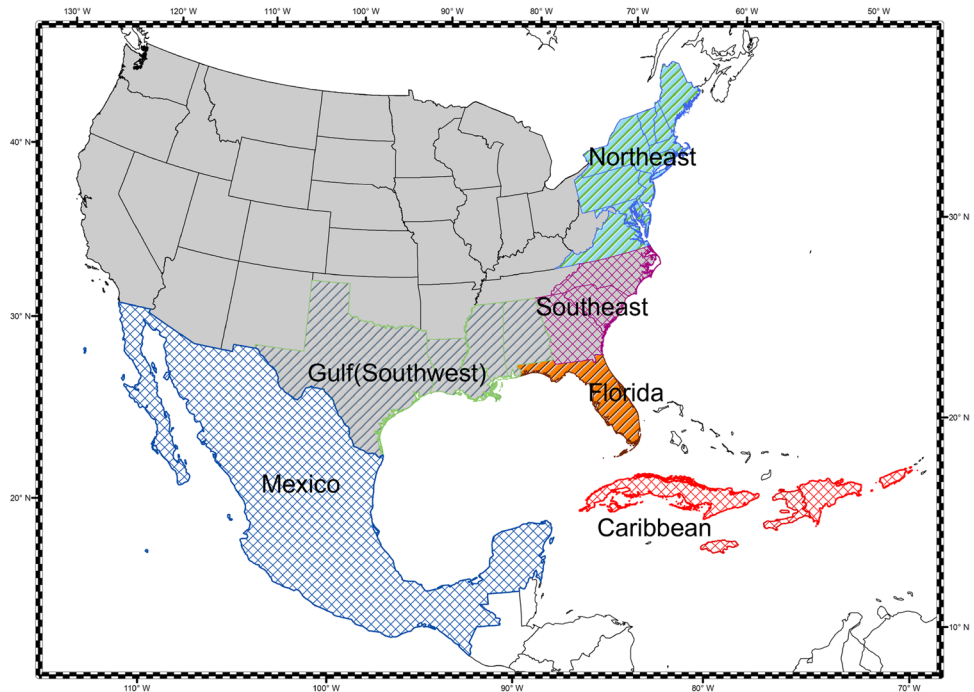 130° W 120° W 110° W 100° W 90° W 80° W 70° W 60° W 50° W
40° N
30° N
Northeast
Southeast
30° N
Gulf(Southwest)
Florida
20° N
Mexico
20° N
Caribbean
10° N
110° W 100° W 90° W 80° W 70° W